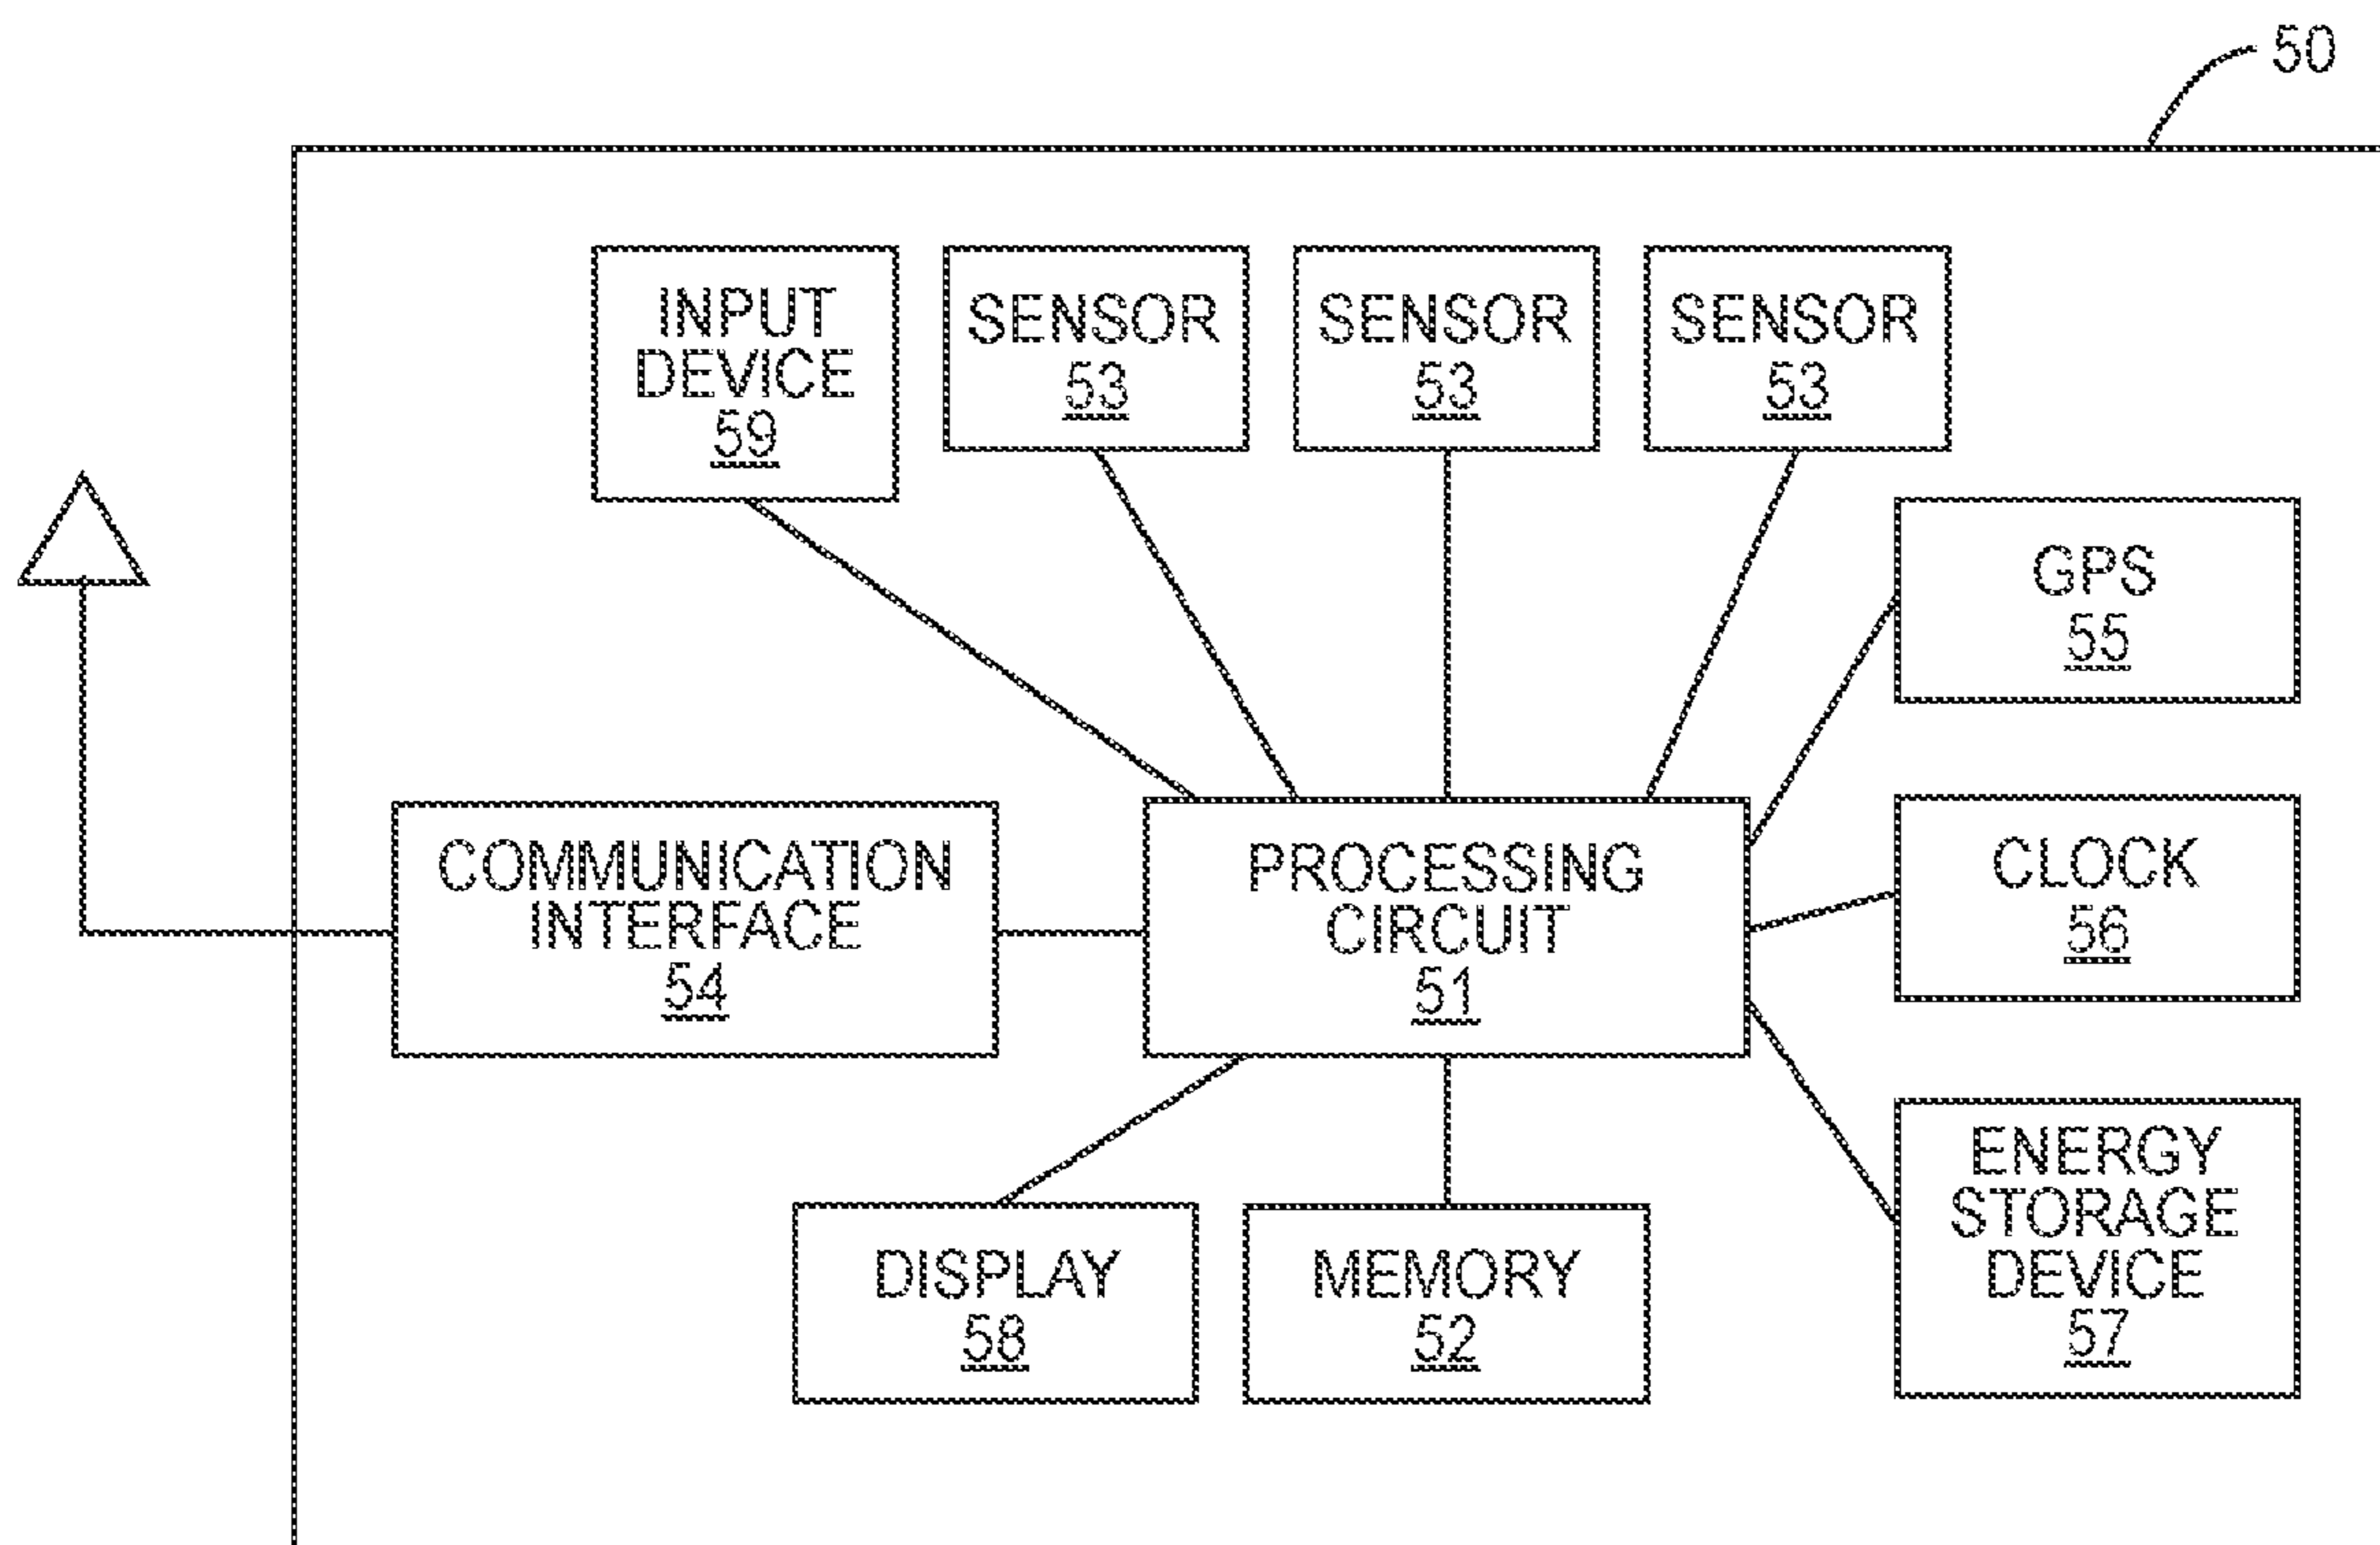 50
INPUT
DEVICE
59
SENSOR
53
SENSOR
53
SENSOR
53
GPS
55
COMMUNICATION
INTERFACE
54
PROCESSING
CIRCUIT
51
CLOCK
56
DISPLAY
58
MEMORY
52
ENERGY
STORAGE
DEVICE
57